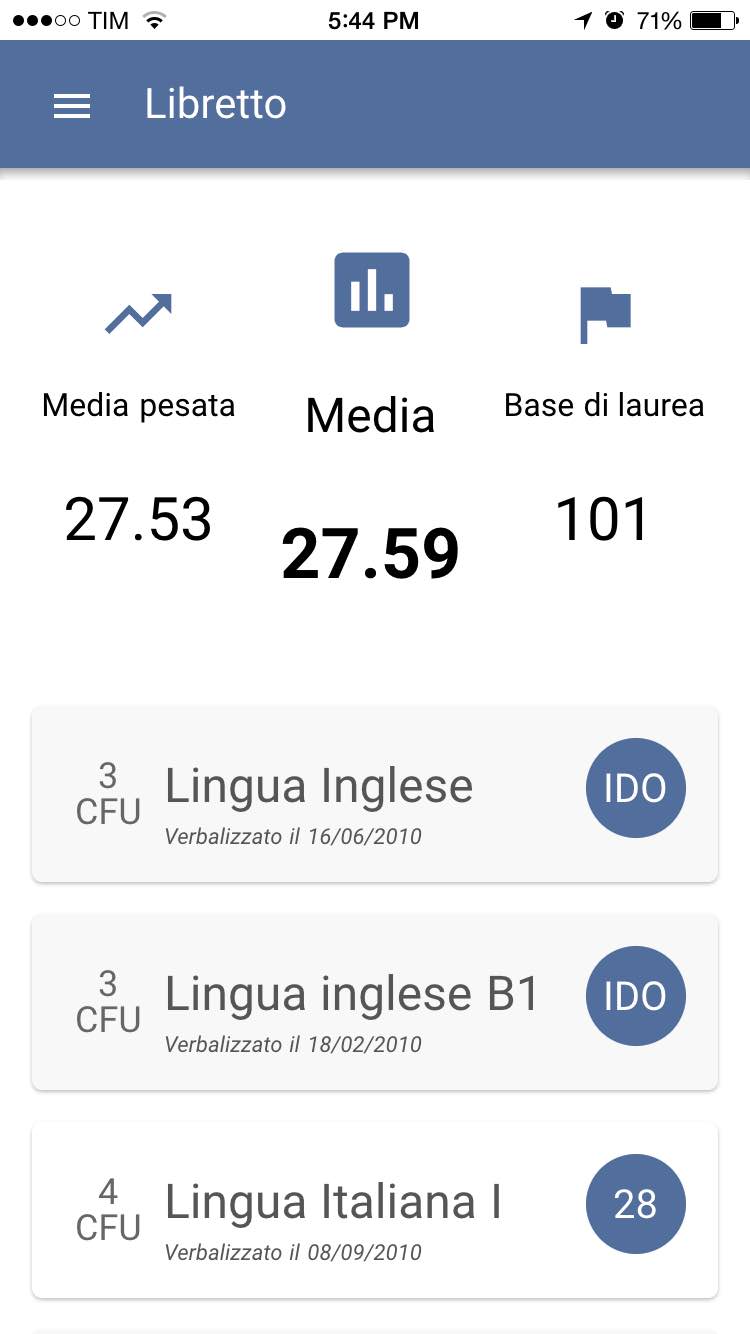 TIM 5:44 PM 71%
Libretto
Media pesata
27.53
Media
27.59
Base di laurea
101
3 CFU
Lingua Inglese
Verbalizzato il 16/06/2010
IDO
3 CFU
Lingua inglese B1
Verbalizzato il 18/02/2010
IDO
4 CFU
Lingua Italiana I
Verbalizzato il 08/09/2010
28